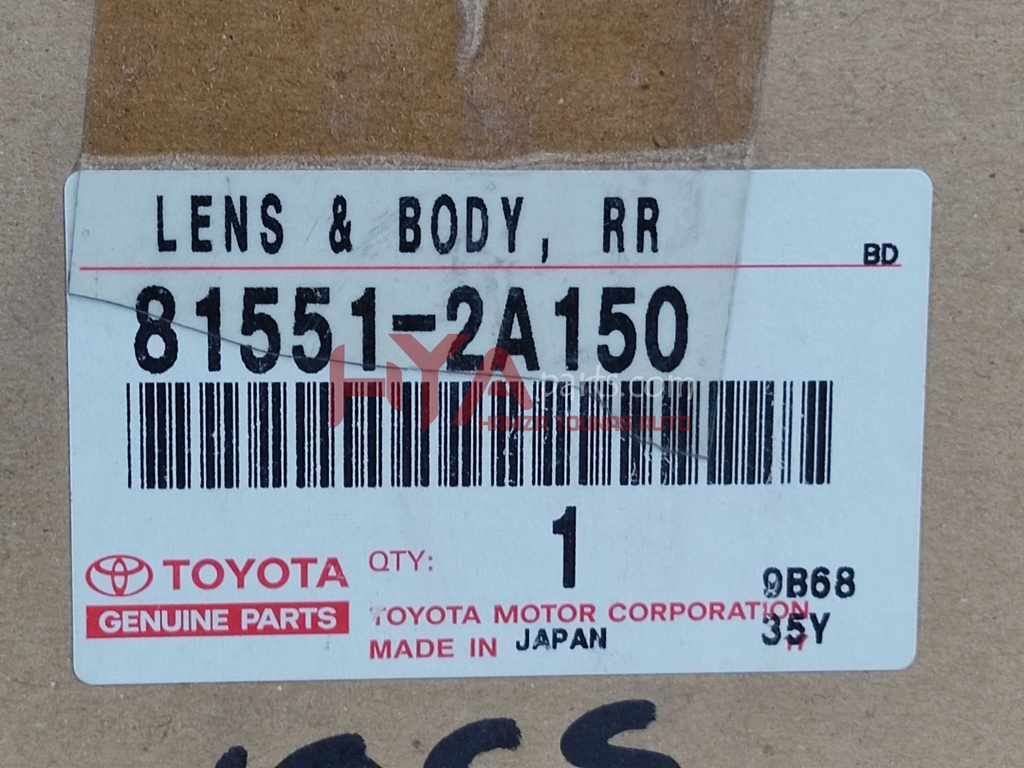 LENS & BODY, RR
BD
81551-2A150
HYA parts.com
HAMZA YOUNAS AUTO
1
QTY:
TOYOTA
GENUINE PARTS
9B68
TOYOTA MOTOR CORPORATION
35Y
MADE IN JAPAN